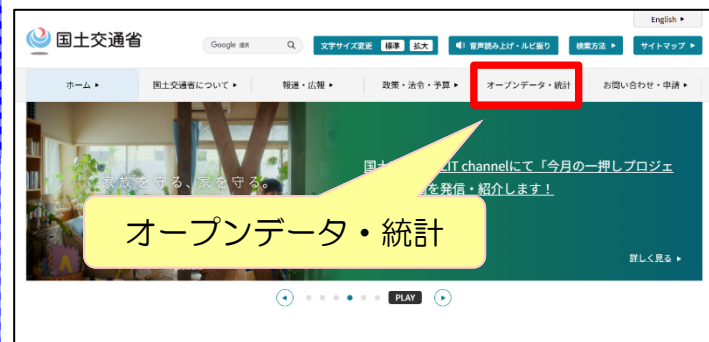 English ▶
国土交通省
Google 提供
文字サイズ変更 標準 拡大
音声読み上げ・ルビ振り
検索方法 ▶
サイトマップ ▶
ホーム ▶
国土交通省について ▶
報道・広報 ▶
政策・法令・予算 ▶
オープンデータ・統計
お問い合わせ・申請 ▶
家族を守る、家を守る。
国土 LIT channelにて「今月の一押しプロジェ
を発信・紹介します！
オープンデータ・統計
詳しく見る ▶
PLAY